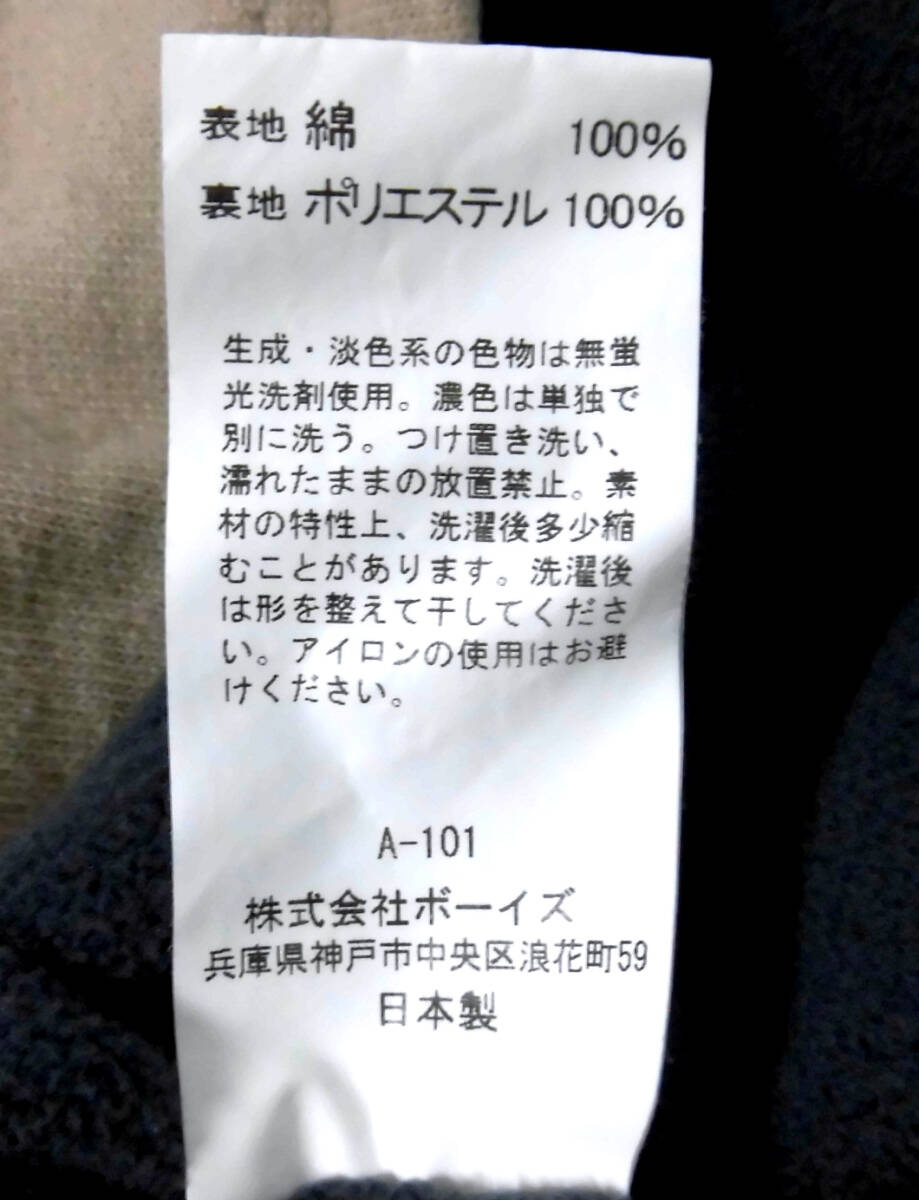 表地 綿 100%
裏地 ポリエステル 100%
生成・淡色系の色物は無蛍
光洗剤使用。濃色は単独で
別に洗う。つけ置き洗い、
濡れたままの放置禁止。素
材の特性上、洗濯後多少縮
むことがあります。洗濯後
は形を整えて干してくださ
い。アイロンの使用はお避
けください。
A-101
株式会社ボーイズ
兵庫県神戸市中央区浪花町59
日本製